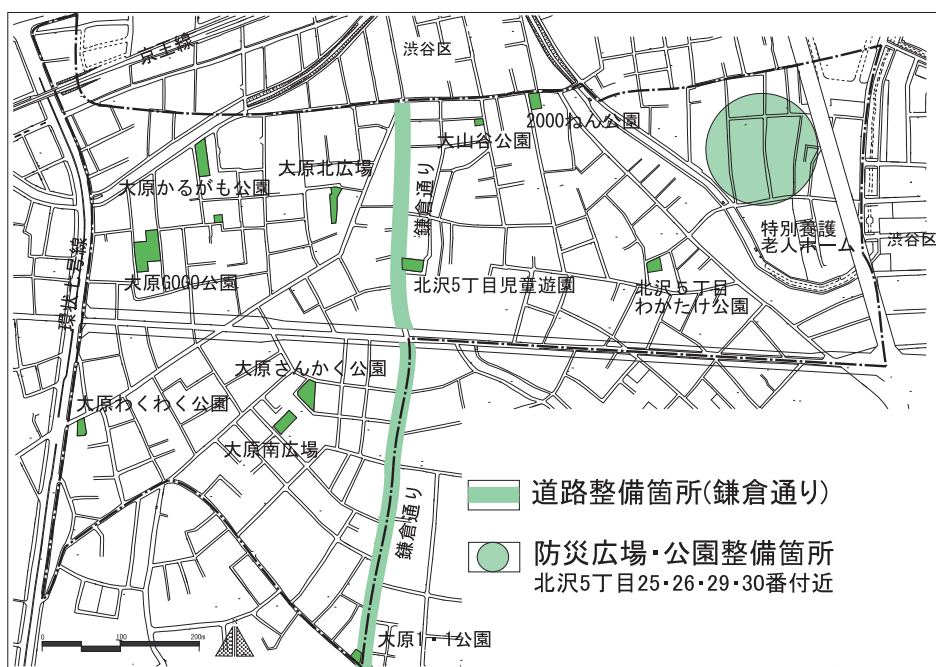 渋谷区
京王線
2000ねん公園
大山谷公園
大原北広場
大原かるがも公園
鎌倉通り
特別養護
老人ホーム
渋谷区
環状七号線
大原GOGO公園
北沢5丁目児童遊園
北沢5丁目
わかたけ公園
大原さんかく公園
大原わくわく公園
大原南広場
鎌倉通り
道路整備箇所(鎌倉通り)
防災広場・公園整備箇所
北沢5丁目25・26・29・30番付近
大原1・1公園
0 100 200m